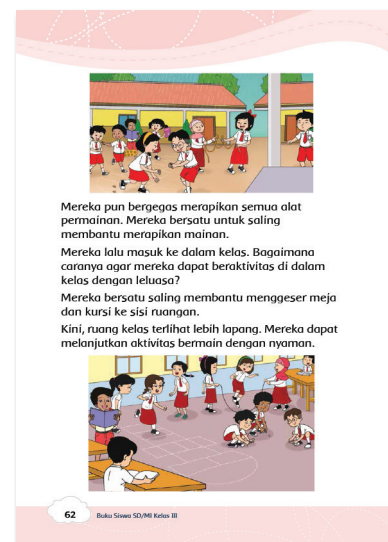 Mereka pun bergegas merapikan semua alat
permainan. Mereka bersatu untuk saling
membantu merapikan mainan.
Mereka lalu masuk ke dalam kelas. Bagaimana
caranya agar mereka dapat beraktivitas di dalam
kelas dengan leluasa?
Mereka bersatu saling membantu menggeser meja
dan kursi ke sisi ruangan.
Kini, ruang kelas terlihat lebih lapang. Mereka dapat
melanjutkan aktivitas bermain dengan nyaman.
62 Buku Siswa SD/MI Kelas III